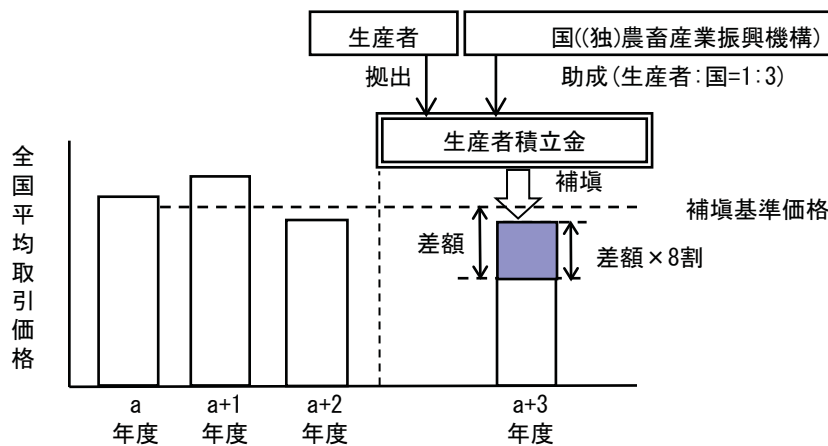 生産者
国((独)農畜産業振興機構)
拠出
助成(生産者:国=1:3)
生産者積立金
補填
全国平均取引価格
補填基準価格
差額
差額×8割
a
年度
a+1
年度
a+2
年度
a+3
年度